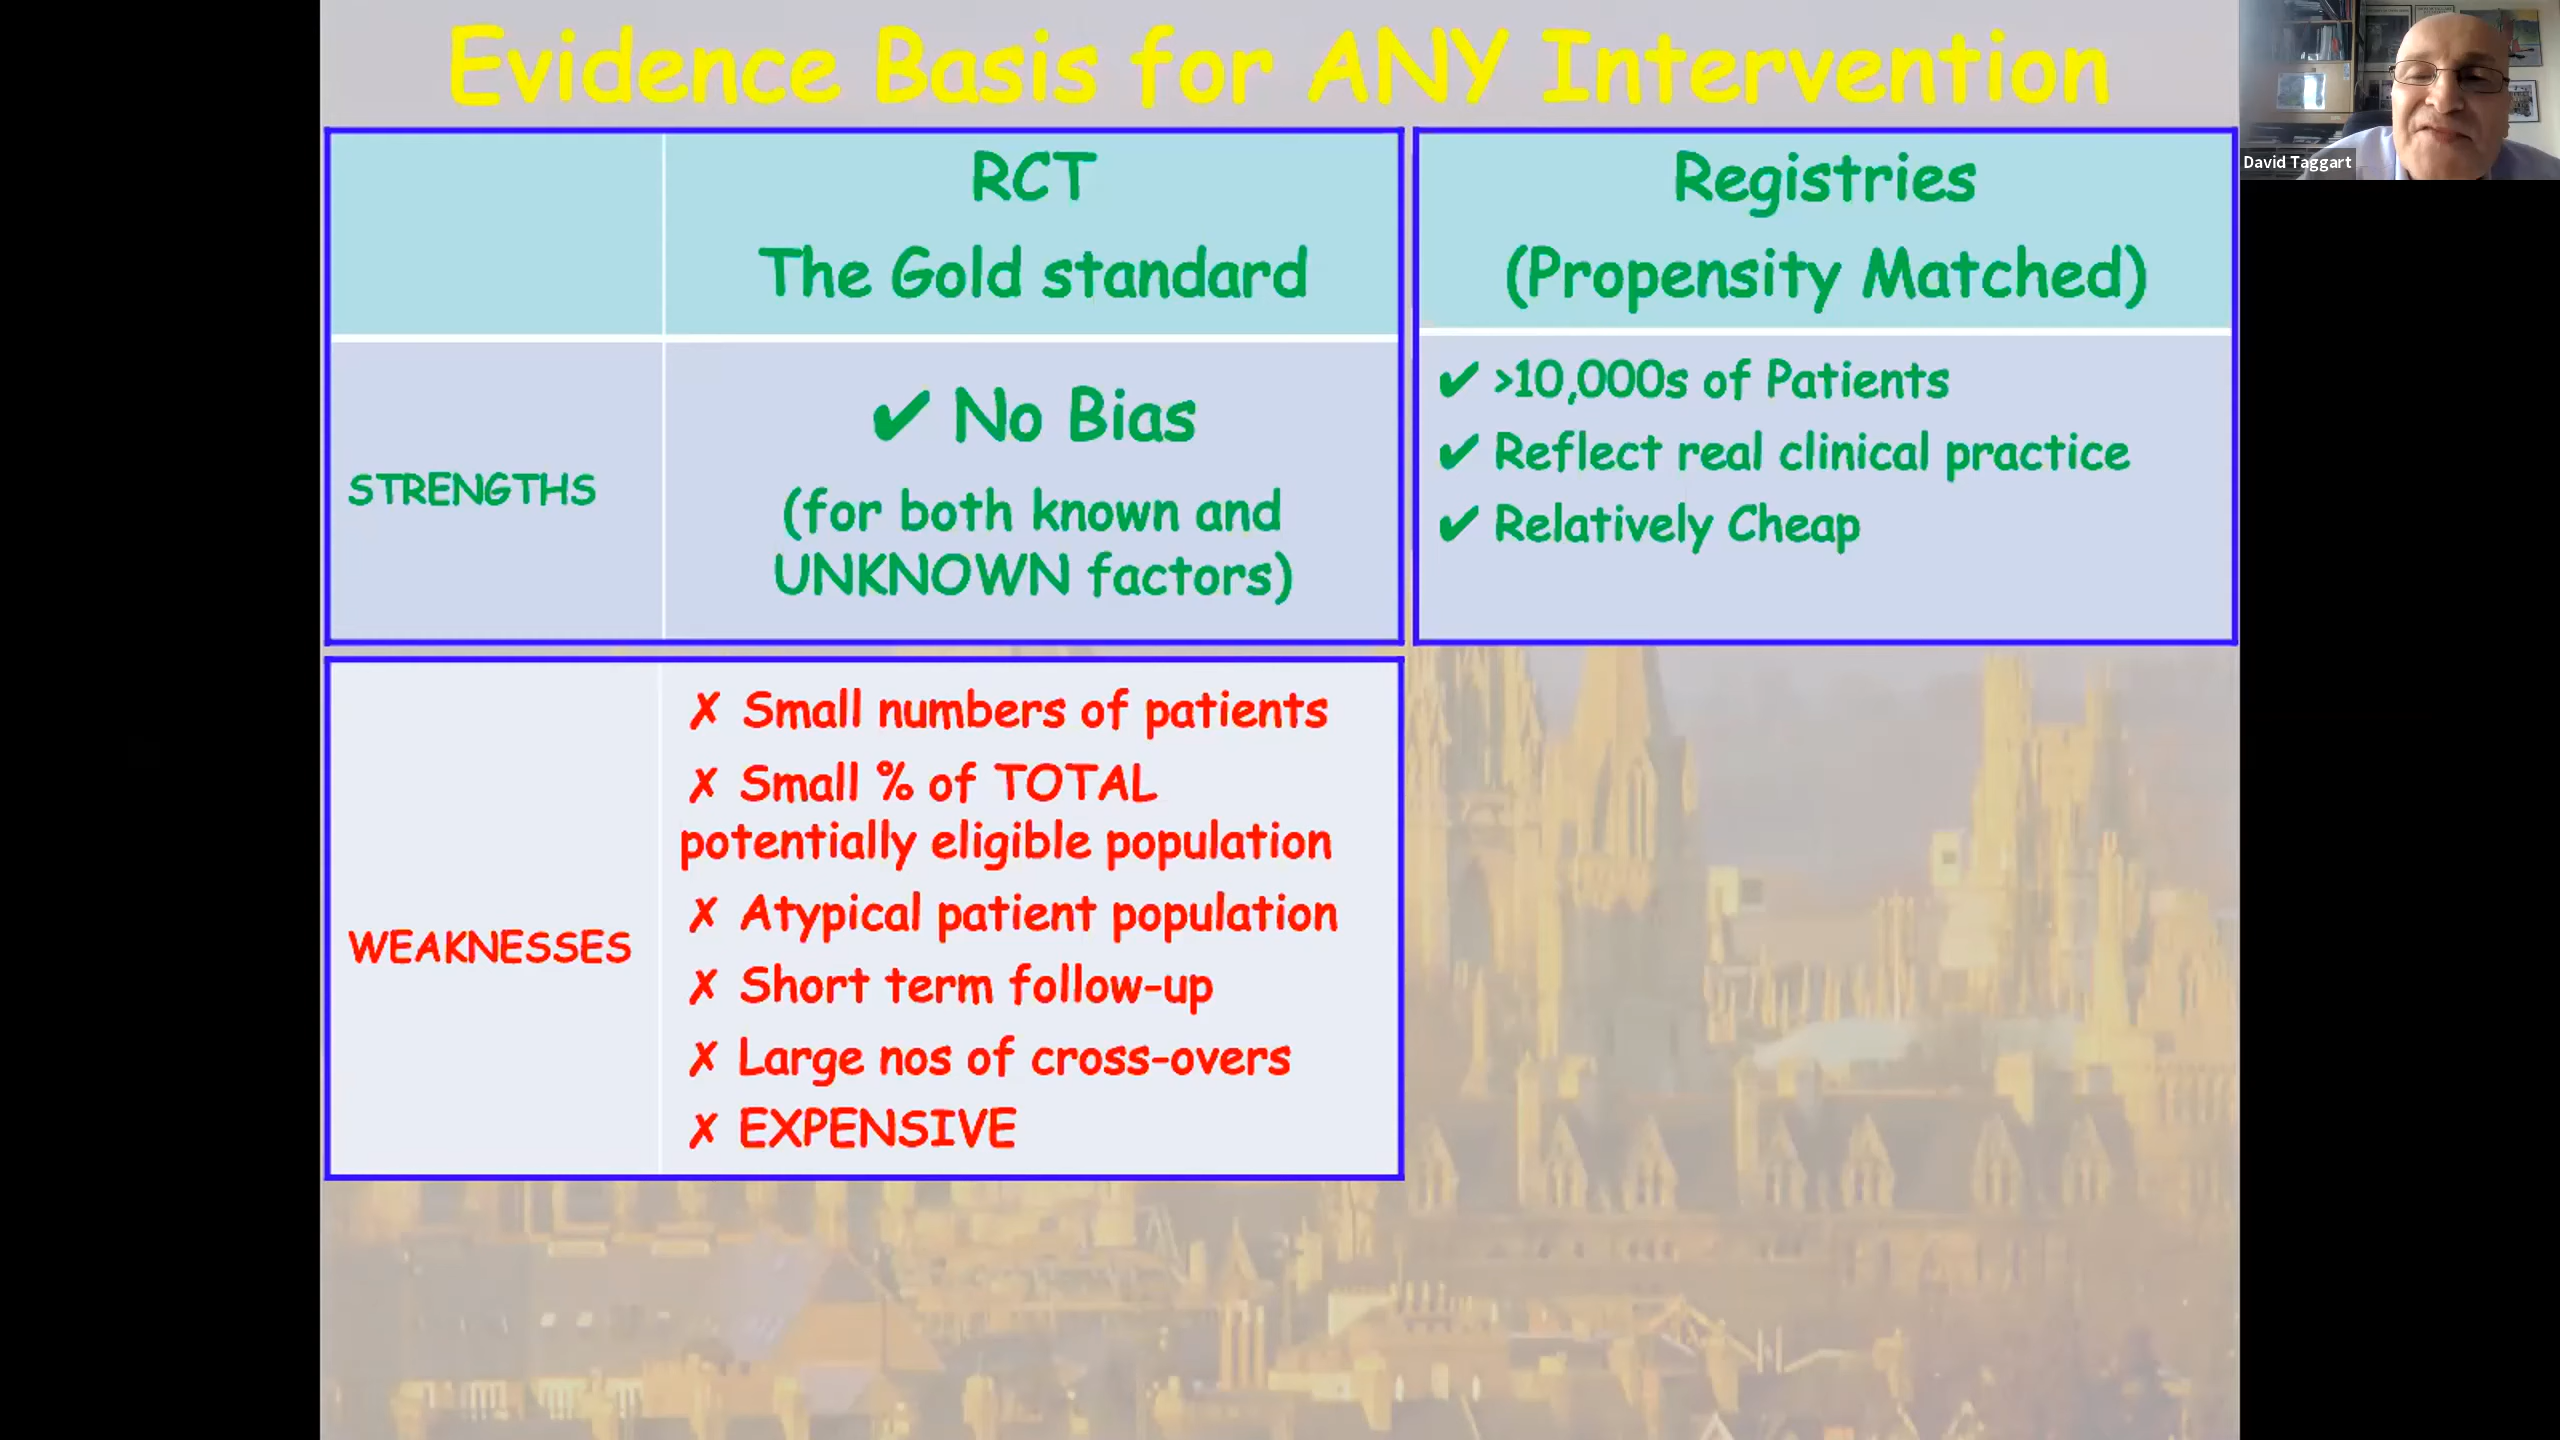 Evidence Basis for ANY Intervention
David Taggart
RCT
The Gold standard
Registries
(Propensity Matched)
STRENGTHS
✔ No Bias
(for both known and
UNKNOWN factors)
✔ >10,000s of Patients
✔ Reflect real clinical practice
✔ Relatively Cheap
WEAKNESSES
✗ Small numbers of patients
✗ Small % of TOTAL
potentially eligible population
✗ Atypical patient population
✗ Short term follow-up
✗ Large nos of cross-overs
✗ EXPENSIVE